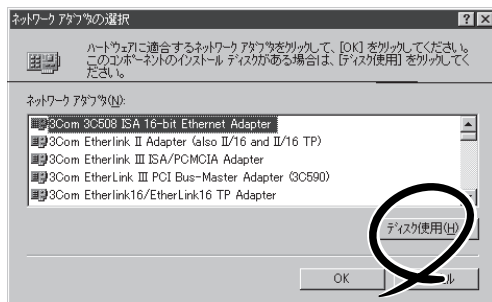 ネットワーク アダプタの選択
ハードウェアに適合するネットワーク アダプタをクリックして、[OK] をクリックしてください。
このコンポーネントのインストール ディスクがある場合は、[ディスク使用] をクリックしてく
ださい。
ネットワーク アダプタ(N):
3Com 3C508 ISA 16-bit Ethernet Adapter
3Com Etherlink II Adapter (also II/16 and II/16 TP)
3Com Etherlink III ISA/PCMCIA Adapter
3Com EtherLink III PCI Bus-Master Adapter (3C590)
3Com Etherlink16/EtherLink16 TP Adapter
ディスク使用(H)
OK